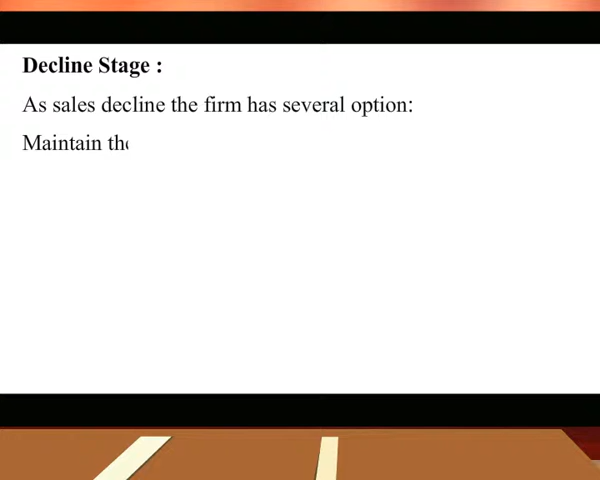 Decline Stage :
As sales decline the firm has several option:
Maintain